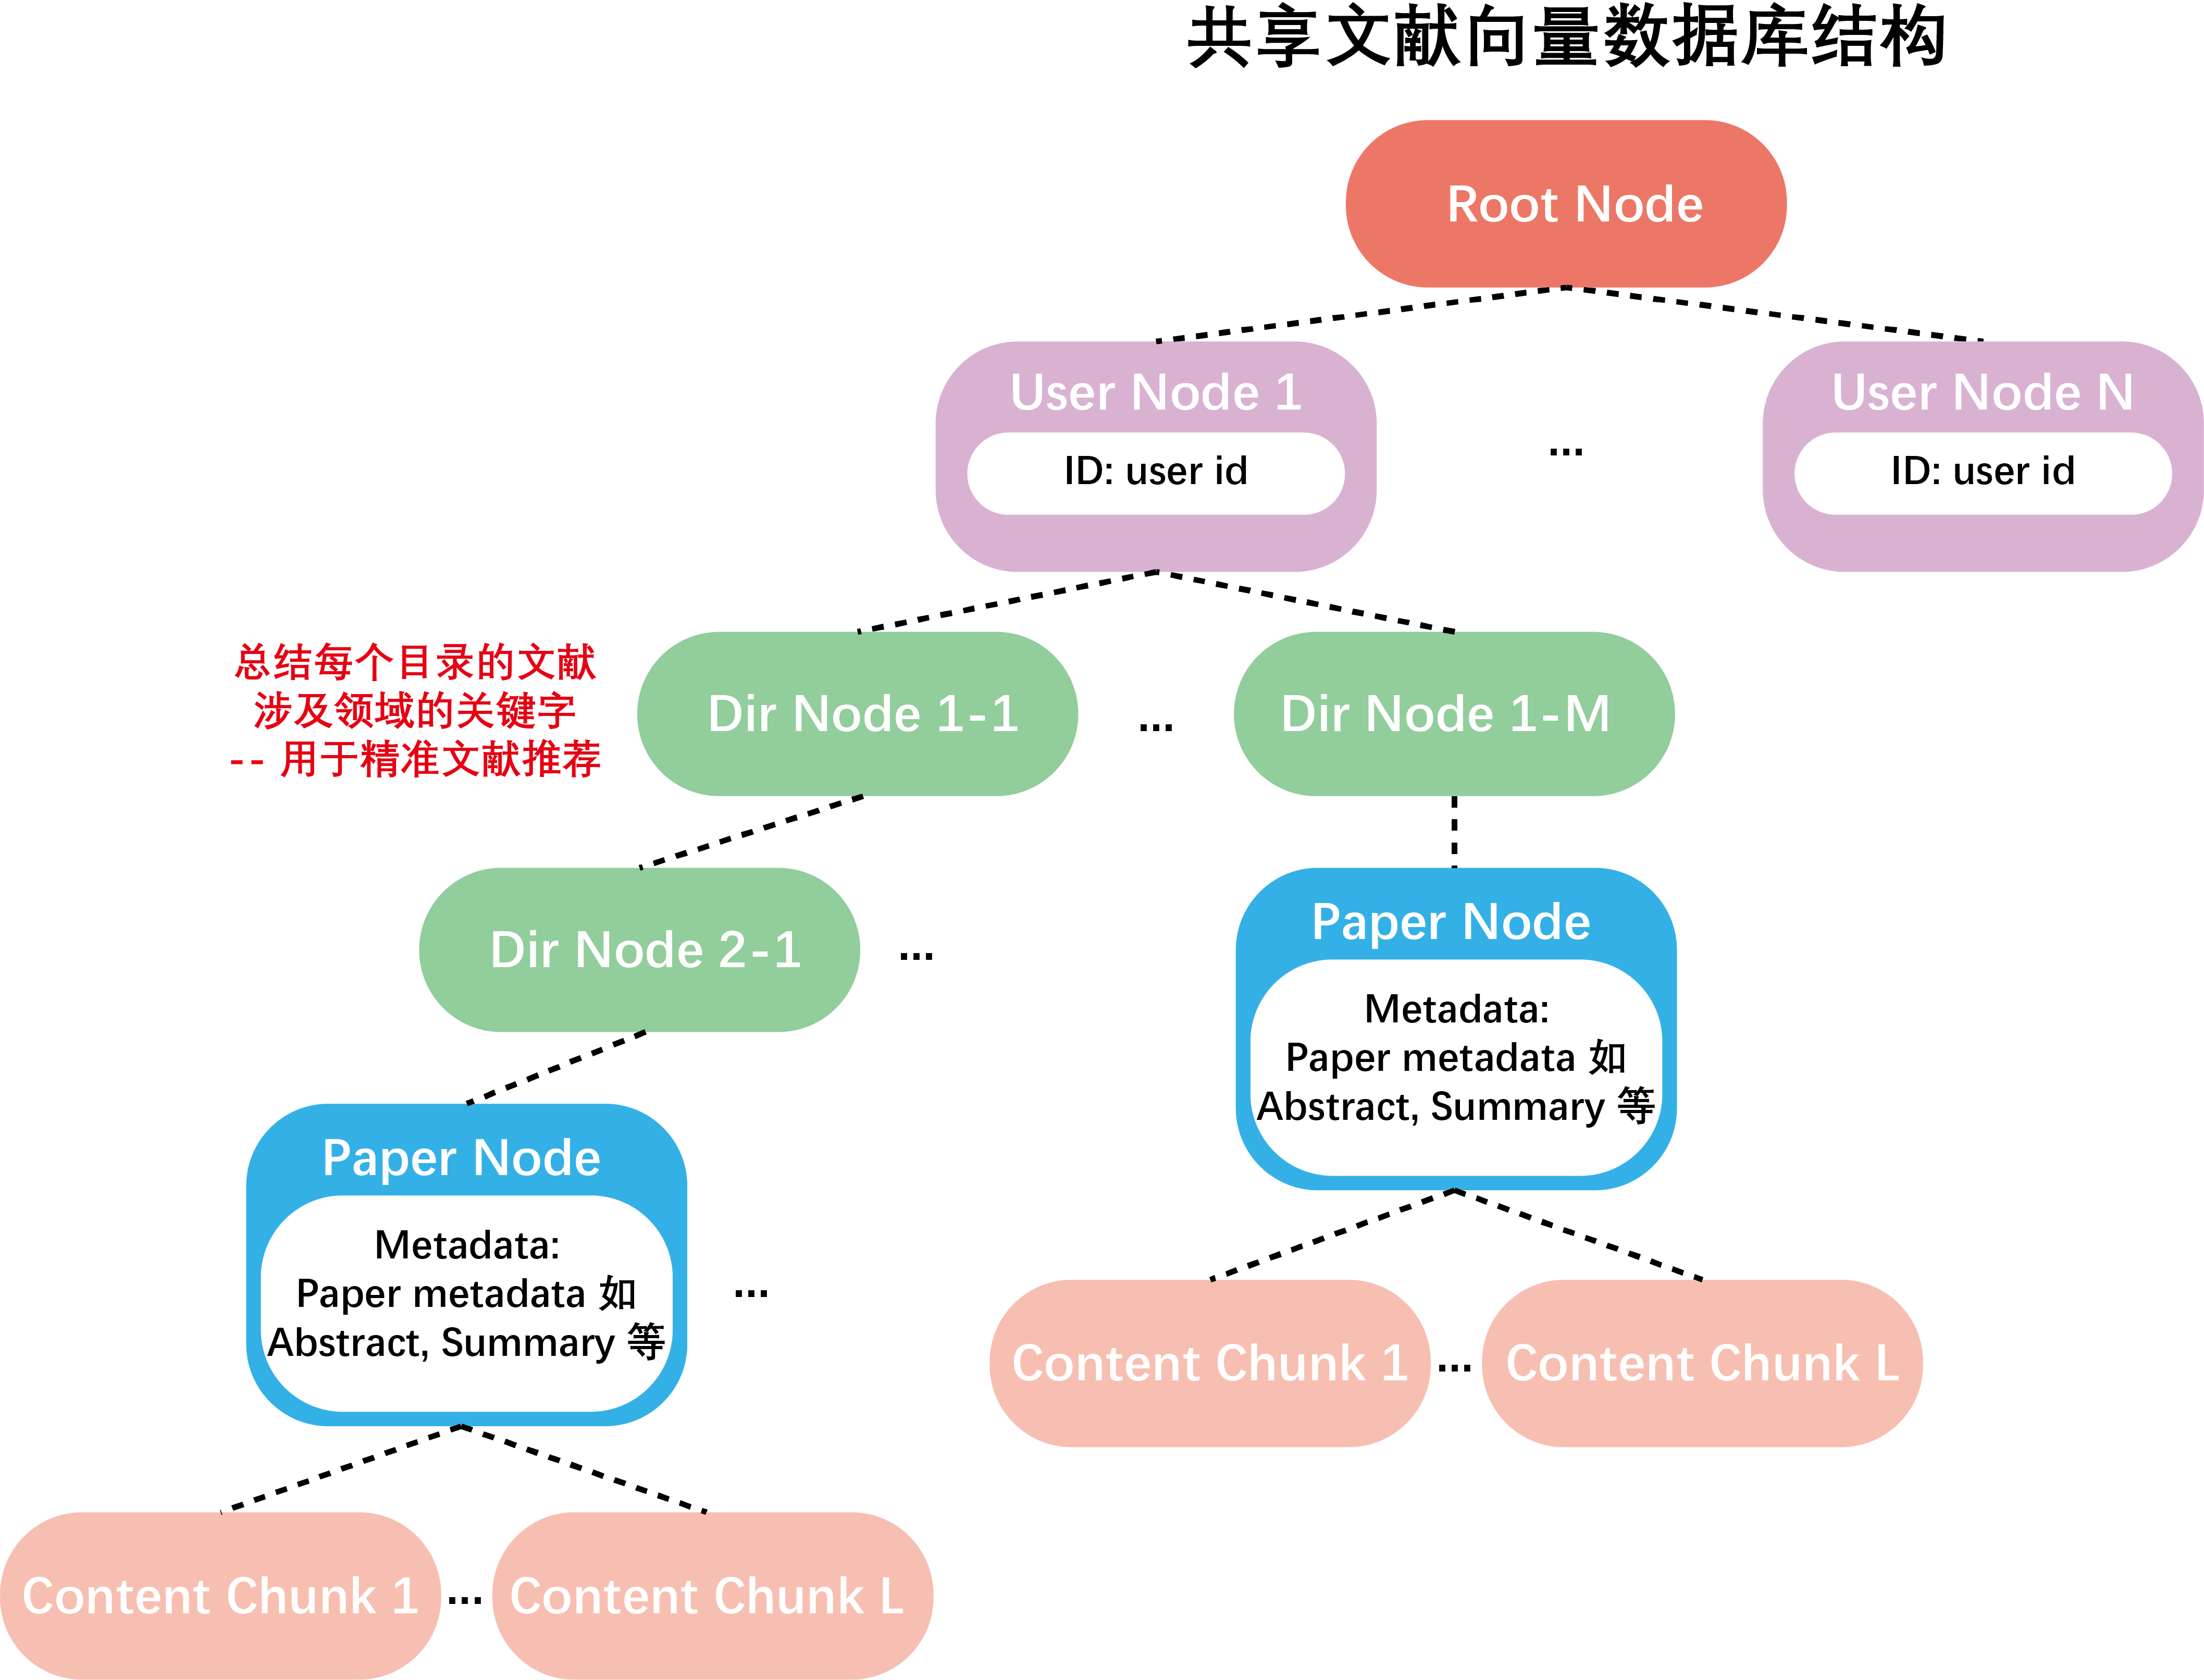 共享文献向量数据库结构
Root Node
User Node 1
ID: user id
...
User Node N
ID: user id
总结每个目录的文献
涉及领域的关键字
-- 用于精准文献推荐
Dir Node 1-1
...
Dir Node 1-M
Dir Node 2-1
...
Paper Node
Metadata:
Paper metadata 如
Abstract, Summary 等
Paper Node
Metadata:
Paper metadata 如
Abstract, Summary 等
...
Content Chunk 1
...
Content Chunk L
Content Chunk 1
...
Content Chunk L